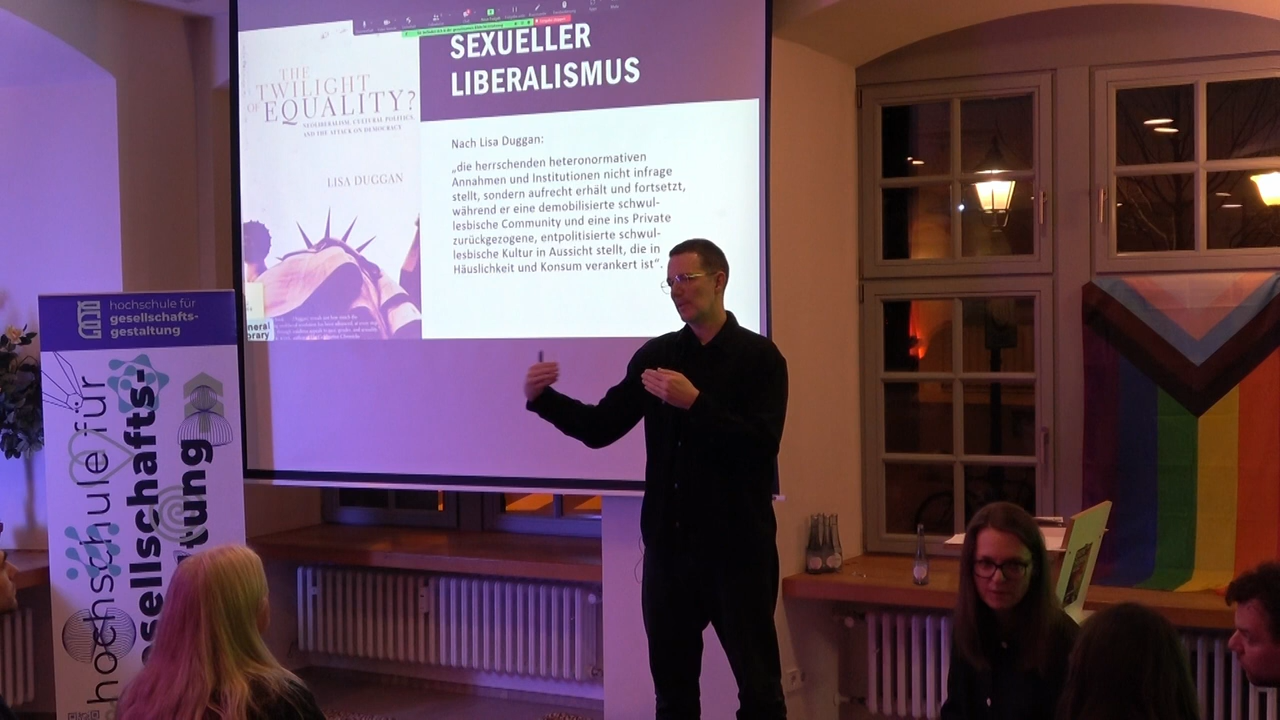 SEXUELLER
LIBERALISMUS
THE
TWILIGHT
OF EQUALITY?
NEOLIBERALISM, CULTURAL POLITICS,
AND THE ATTACK ON DEMOCRACY
LISA DUGGAN
Nach Lisa Duggan:
„die herrschenden heteronormativen
Annahmen und Institutionen nicht infrage
stellt, sondern aufrecht erhält und fortsetzt,
während er eine demobilisierte schwul-
lesbische Community und eine ins Private
zurückgezogene, entpolitisierte schwul-
lesbische Kultur in Aussicht stellt, die in
Häuslichkeit und Konsum verankert ist“.
hochschule für
gesellschafts-
gestaltung
hochschule für
gesellschafts-